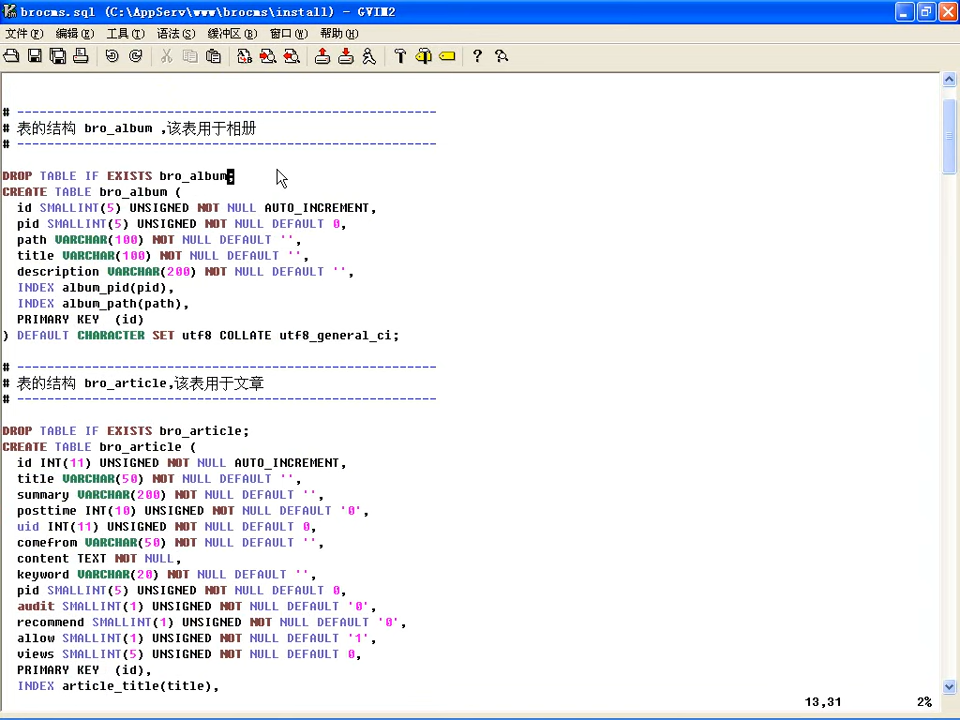 brocms.sql (C:\AppServ\www\brocms\install) - GVIM2
文件(F) 编辑(E) 工具(T) 语法(S) 缓冲区(B) 窗口(W) 帮助(H)
# --------------------------------------------------------
# 表的结构 bro_album ,该表用于相册
# --------------------------------------------------------
DROP TABLE IF EXISTS bro_album;
CREATE TABLE bro_album (
id SMALLINT(5) UNSIGNED NOT NULL AUTO_INCREMENT,
pid SMALLINT(5) UNSIGNED NOT NULL DEFAULT 0,
path VARCHAR(100) NOT NULL DEFAULT '',
title VARCHAR(100) NOT NULL DEFAULT '',
description VARCHAR(200) NOT NULL DEFAULT '',
INDEX album_pid(pid),
INDEX album_path(path),
PRIMARY KEY  (id)
) DEFAULT CHARACTER SET utf8 COLLATE utf8_general_ci;
# --------------------------------------------------------
# 表的结构 bro_article,该表用于文章
# --------------------------------------------------------
DROP TABLE IF EXISTS bro_article;
CREATE TABLE bro_article (
id INT(11) UNSIGNED NOT NULL AUTO_INCREMENT,
title VARCHAR(50) NOT NULL DEFAULT '',
summary VARCHAR(200) NOT NULL DEFAULT '',
posttime INT(10) UNSIGNED NOT NULL DEFAULT '0',
uid INT(11) UNSIGNED NOT NULL DEFAULT 0,
comefrom VARCHAR(50) NOT NULL DEFAULT '',
content TEXT NOT NULL,
keyword VARCHAR(20) NOT NULL DEFAULT '',
pid SMALLINT(5) UNSIGNED NOT NULL DEFAULT 0,
audit SMALLINT(1) UNSIGNED NOT NULL DEFAULT '0',
recommend SMALLINT(1) UNSIGNED NOT NULL DEFAULT '0',
allow SMALLINT(1) UNSIGNED NOT NULL DEFAULT '1',
views SMALLINT(5) UNSIGNED NOT NULL DEFAULT 0,
PRIMARY KEY  (id),
INDEX article_title(title),
13,31 2%